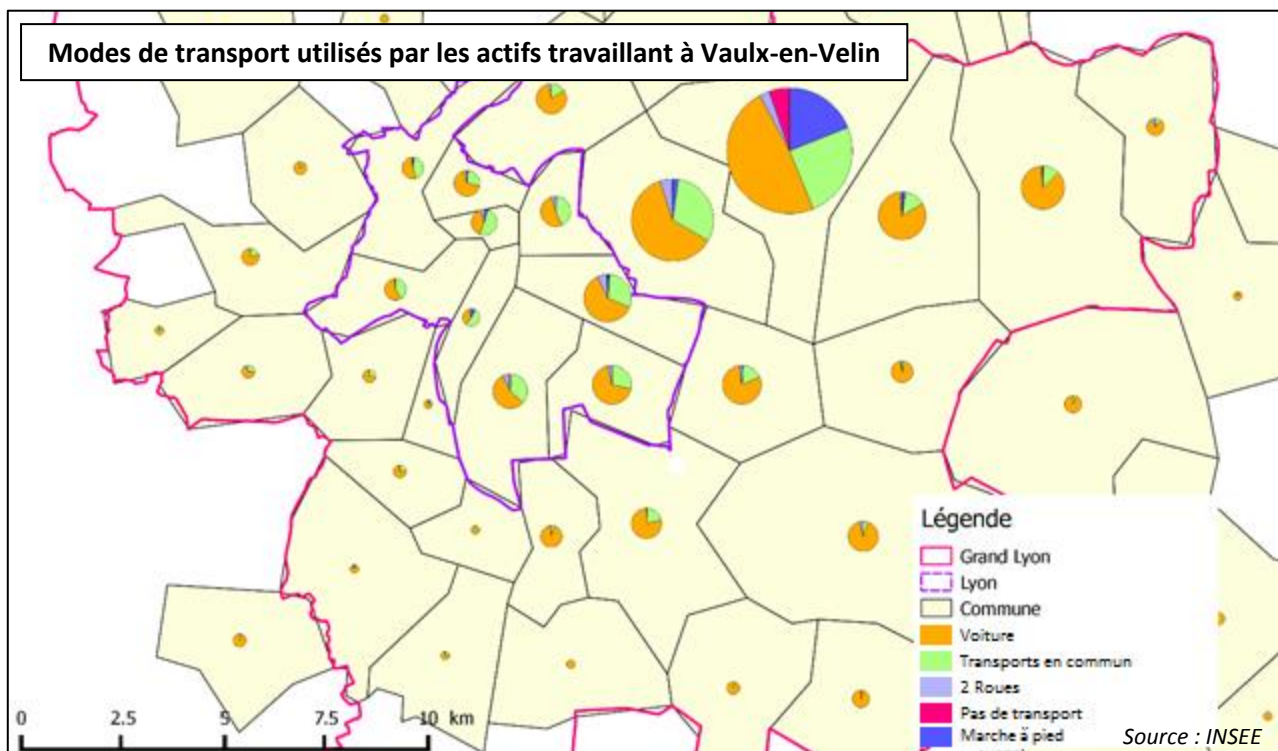 Modes de transport utilisés par les actifs travaillant à Vaulx-en-Velin
Légende
Grand Lyon
Lyon
Commune
Voiture
Transports en commun
2 Roues
Pas de transport
Marche à pied
0 2.5 5 7.5 10 km
Source : INSEE